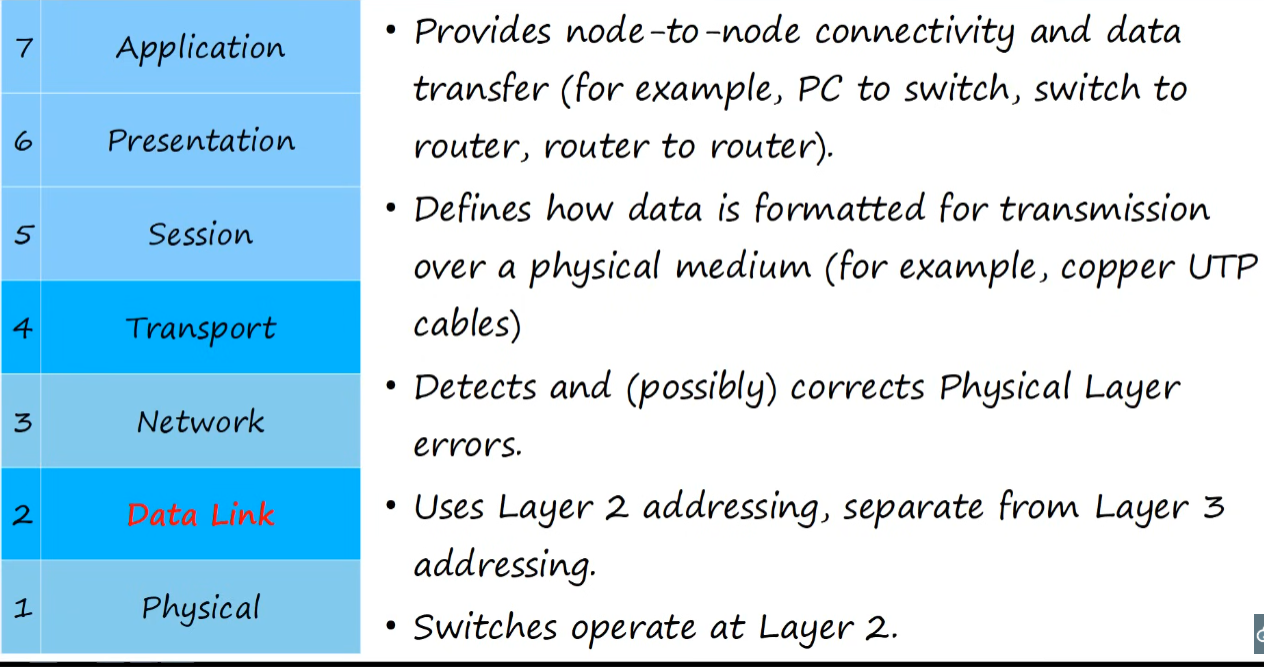 7 Application
6 Presentation
5 Session
4 Transport
3 Network
2 Data Link
1 Physical
• Provides node-to-node connectivity and data
transfer (for example, PC to switch, switch to
router, router to router).
• Defines how data is formatted for transmission
over a physical medium (for example, copper UTP
cables)
• Detects and (possibly) corrects Physical Layer
errors.
• Uses Layer 2 addressing, separate from Layer 3
addressing.
• Switches operate at Layer 2.